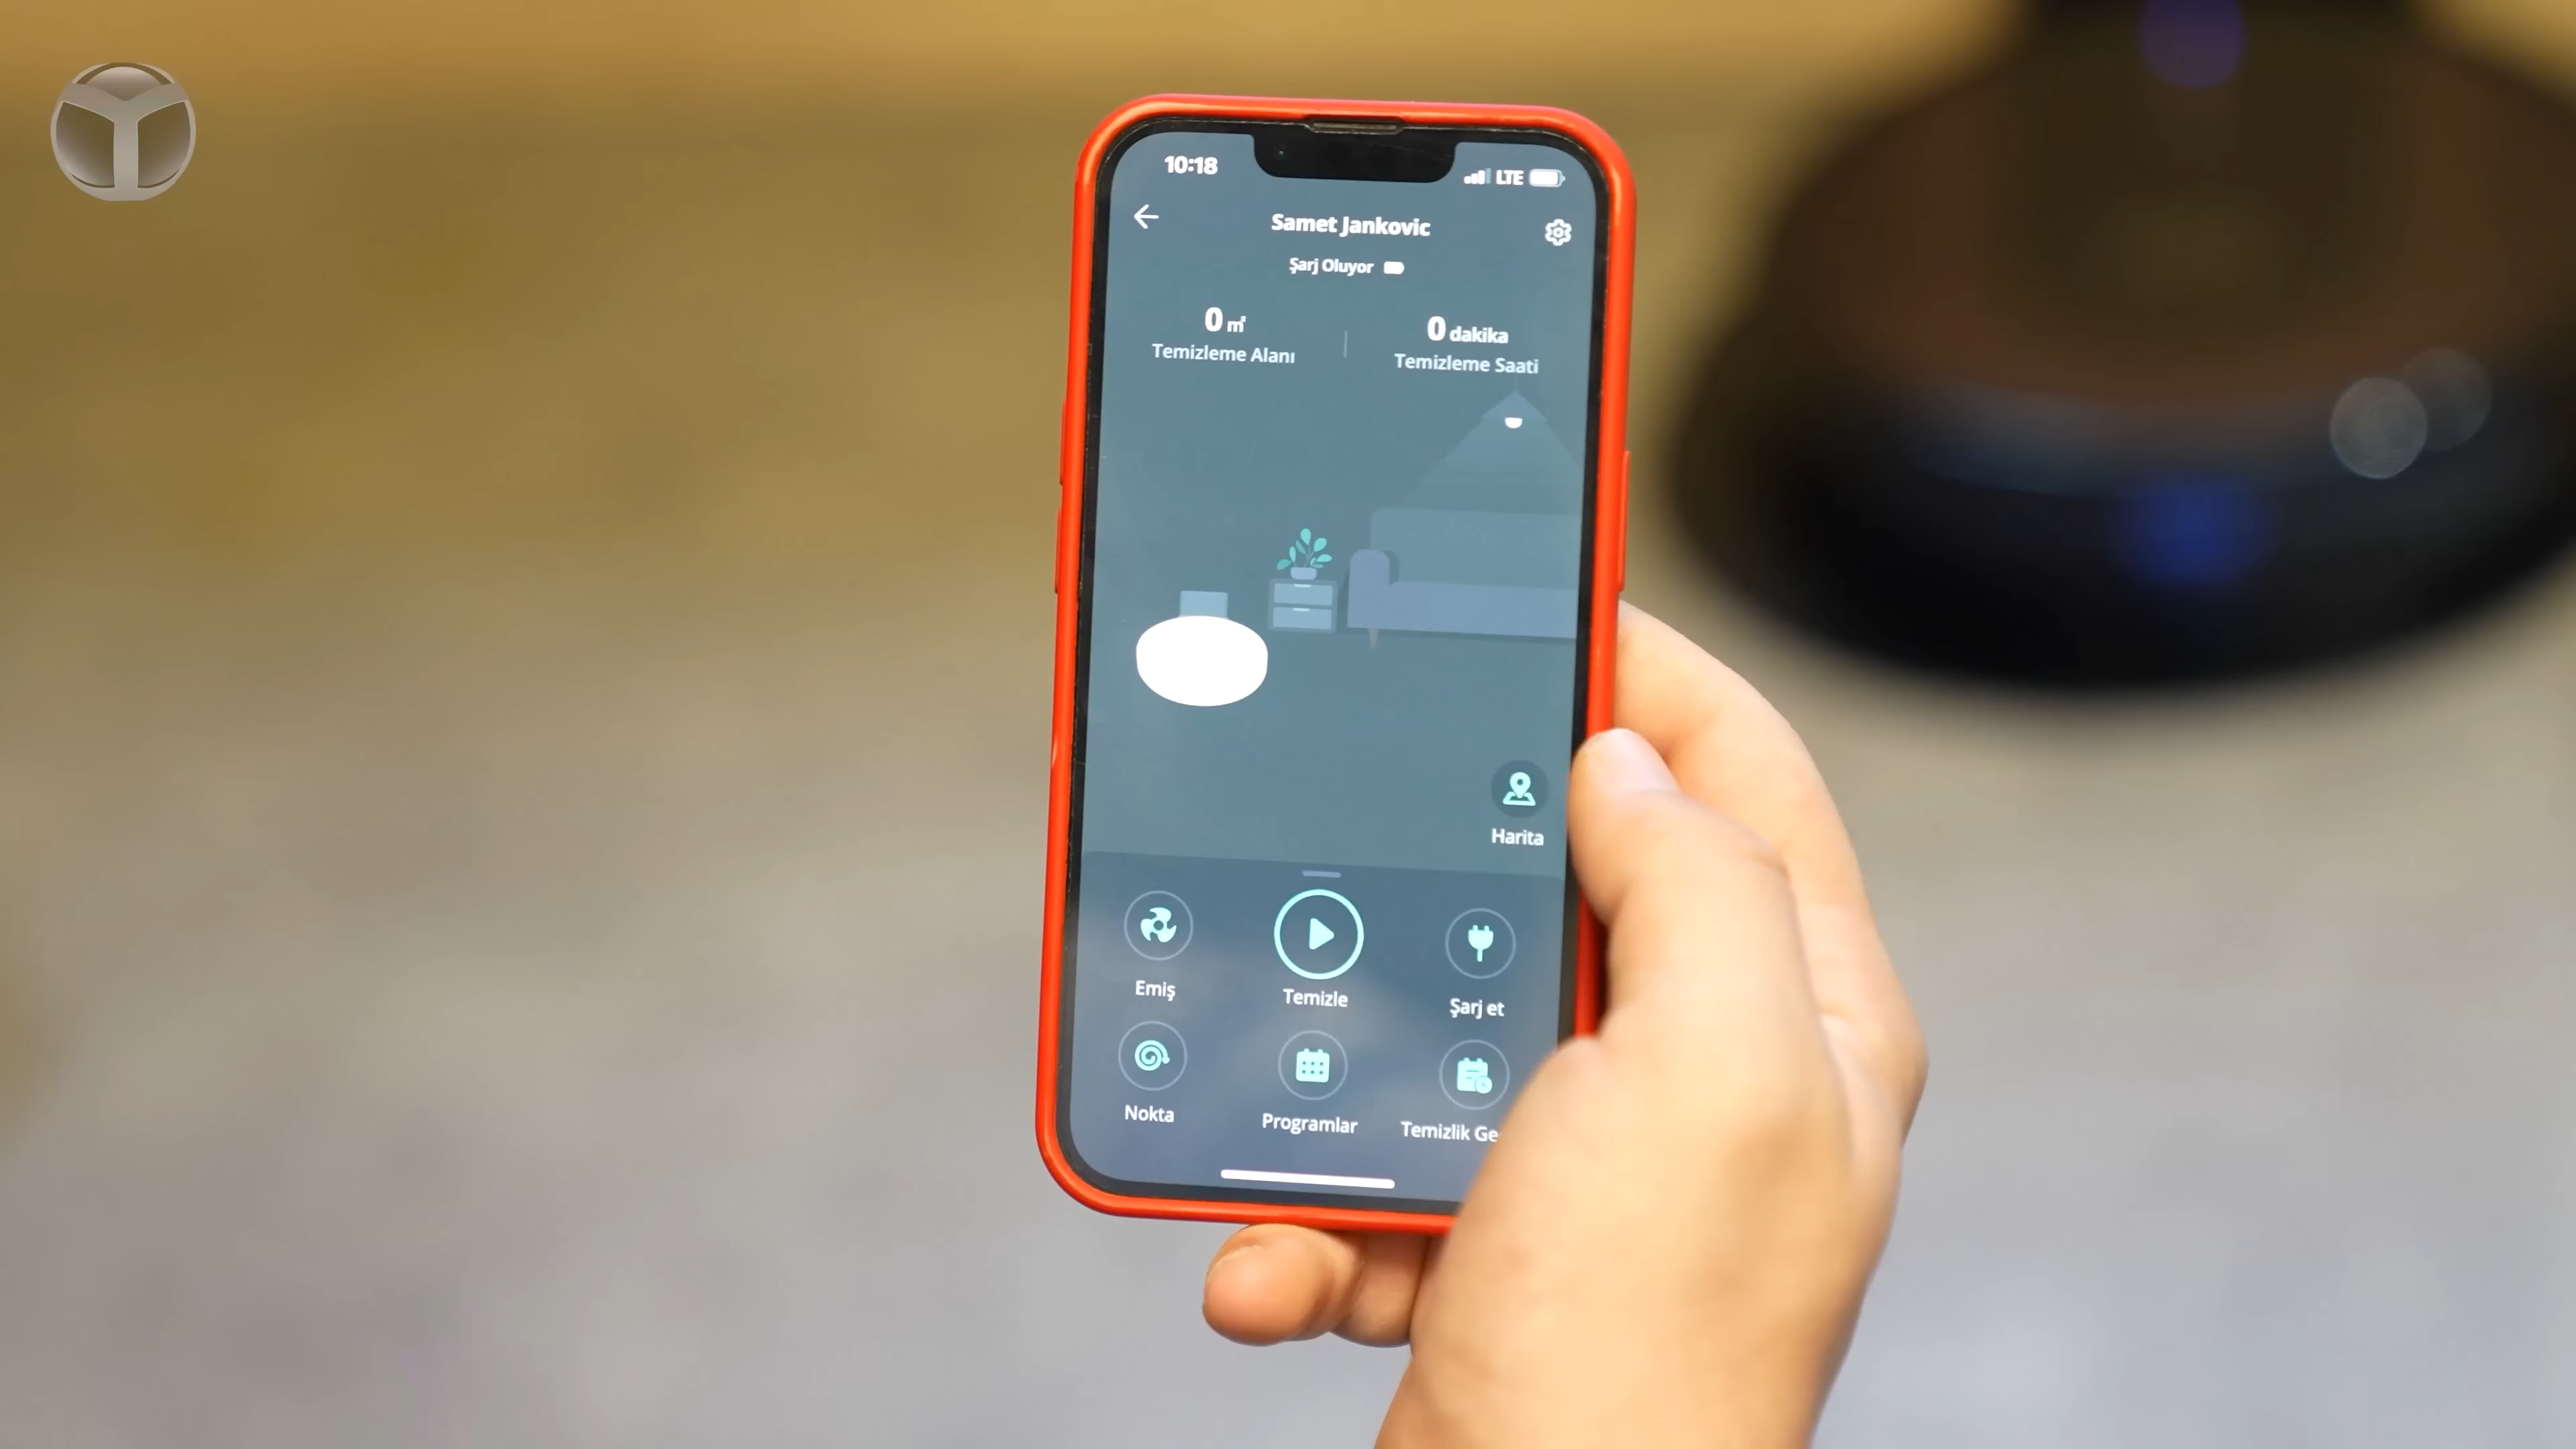 10:18
LTE
Samet Jankovic
Şarj Oluyor
0 ㎡
Temizleme Alanı
0 dakika
Temizleme Saati
Harita
Emiş
Temizle
Şarj et
Nokta
Programlar
Temizlik